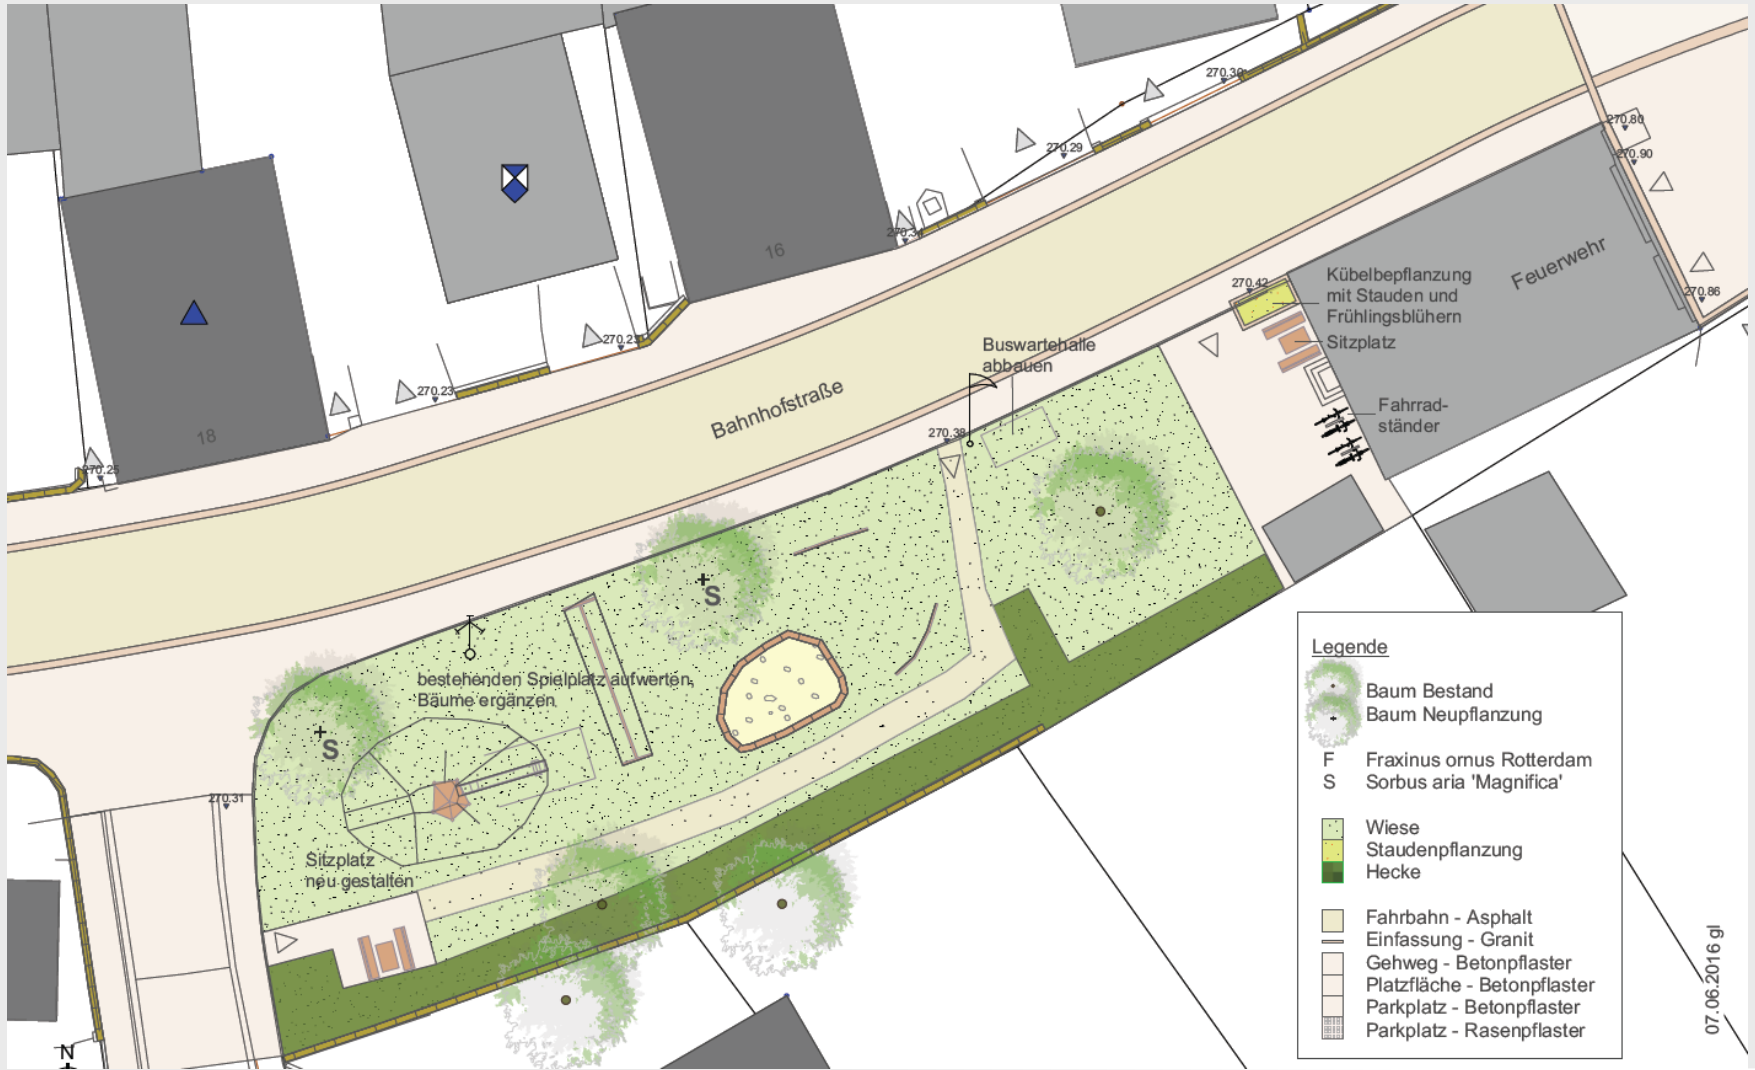 270.30
270.29
270.80
270.90
270.34
16
Feuerwehr
270.42
270.86
Kübelbepflanzung
mit Stauden und
Frühlingsblühern
Sitzplatz
270.23
270.23
Buswartehalle
abbauen
Bahnhofstraße
Fahrrad-
ständer
18
270.38
270.25
S
bestehenden Spielplatz aufwerten,
Bäume ergänzen
S
270.31
Sitzplatz
neu gestalten
N
Legende
Baum Bestand
Baum Neupflanzung
F Fraxinus ornus Rotterdam
S Sorbus aria 'Magnifica'
Wiese
Staudenpflanzung
Hecke
Fahrbahn - Asphalt
Einfassung - Granit
Gehweg - Betonpflaster
Platzfläche - Betonpflaster
Parkplatz - Betonpflaster
Parkplatz - Rasenpflaster
07.06.2016 gl